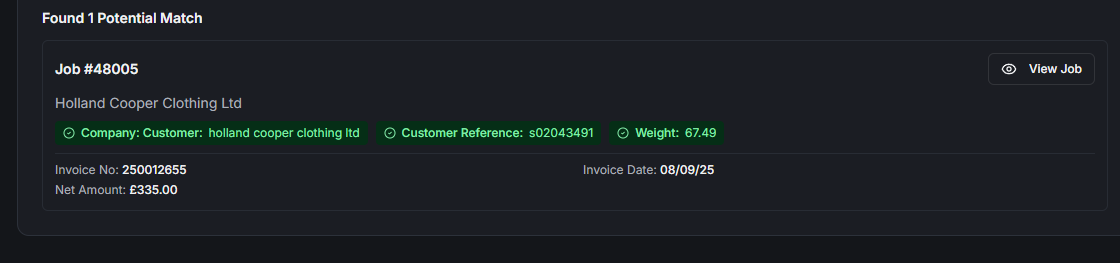 Found 1 Potential Match
Job #48005
View Job
Holland Cooper Clothing Ltd
Company: Customer: holland cooper clothing ltd
Customer Reference: s02043491
Weight: 67.49
Invoice No: 250012655
Invoice Date: 08/09/25
Net Amount: £335.00